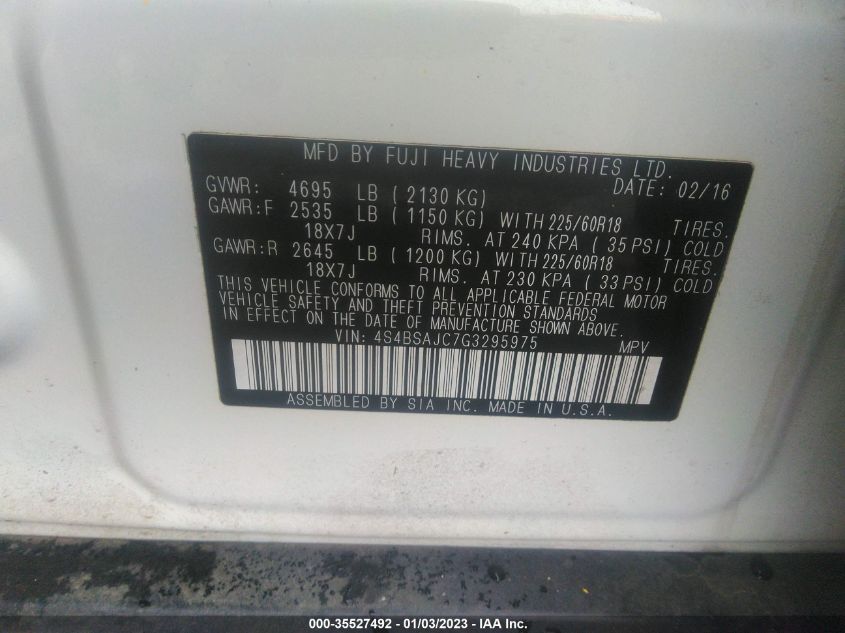 MFD BY FUJI HEAVY INDUSTRIES LTD.
DATE: 02/16
GVWR: 4695 LB ( 2130 KG)
GAWR:F 2535 LB ( 1150 KG) WITH 225/60R18 TIRES.
18X7J RIMS. AT 240 KPA ( 35 PSI) COLD
GAWR:R 2645 LB ( 1200 KG) WITH 225/60R18 TIRES.
18X7J RIMS. AT 230 KPA ( 33 PSI) COLD
THIS VEHICLE CONFORMS TO ALL APPLICABLE FEDERAL MOTOR
VEHICLE SAFETY AND THEFT PREVENTION STANDARDS
IN EFFECT ON THE DATE OF MANUFACTURE SHOWN ABOVE.
VIN: 4S4BSAJC7G3295975 MPV
ASSEMBLED BY SIA INC. MADE IN U.S.A.
000-35527492 - 01/03/2023 - IAA Inc.